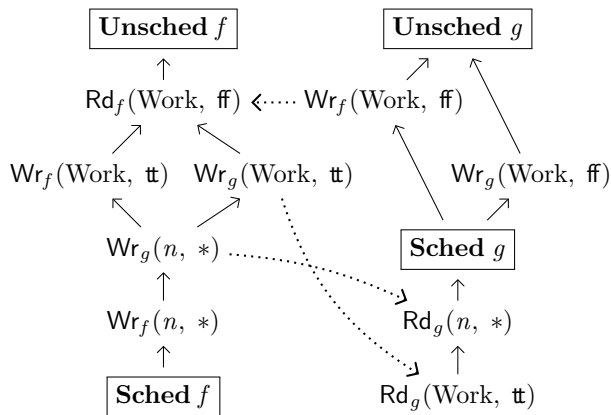 Unsched f Unsched g
Rd_f(Work, ff) Wr_f(Work, ff)
Wr_f(Work, tt) Wr_g(Work, tt) Wr_g(Work, ff)
Wr_g(n, *) Sched g
Wr_f(n, *) Rd_g(n, *)
Sched f Rd_g(Work, tt)